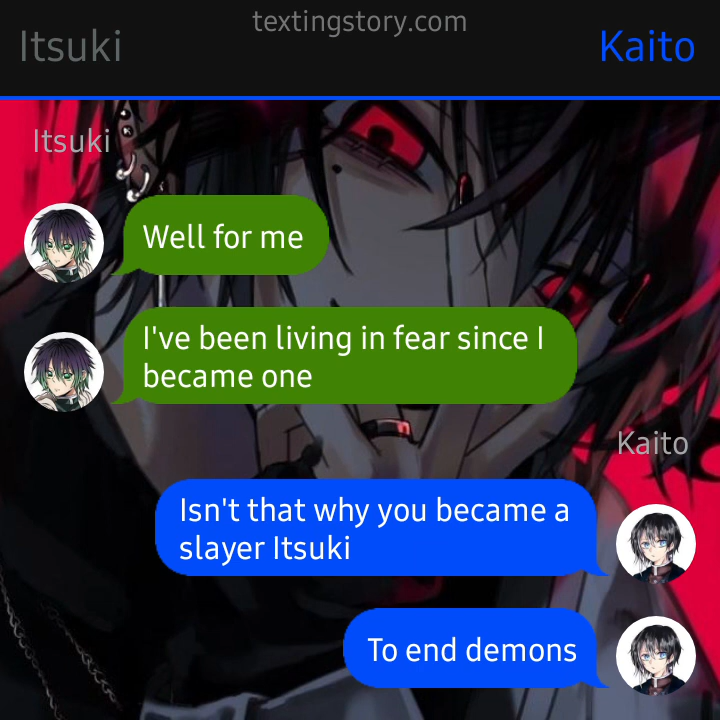 textingstory.com
Itsuki
Kaito
Itsuki
Well for me
I've been living in fear since I
became one
Kaito
Isn't that why you became a
slayer Itsuki
To end demons